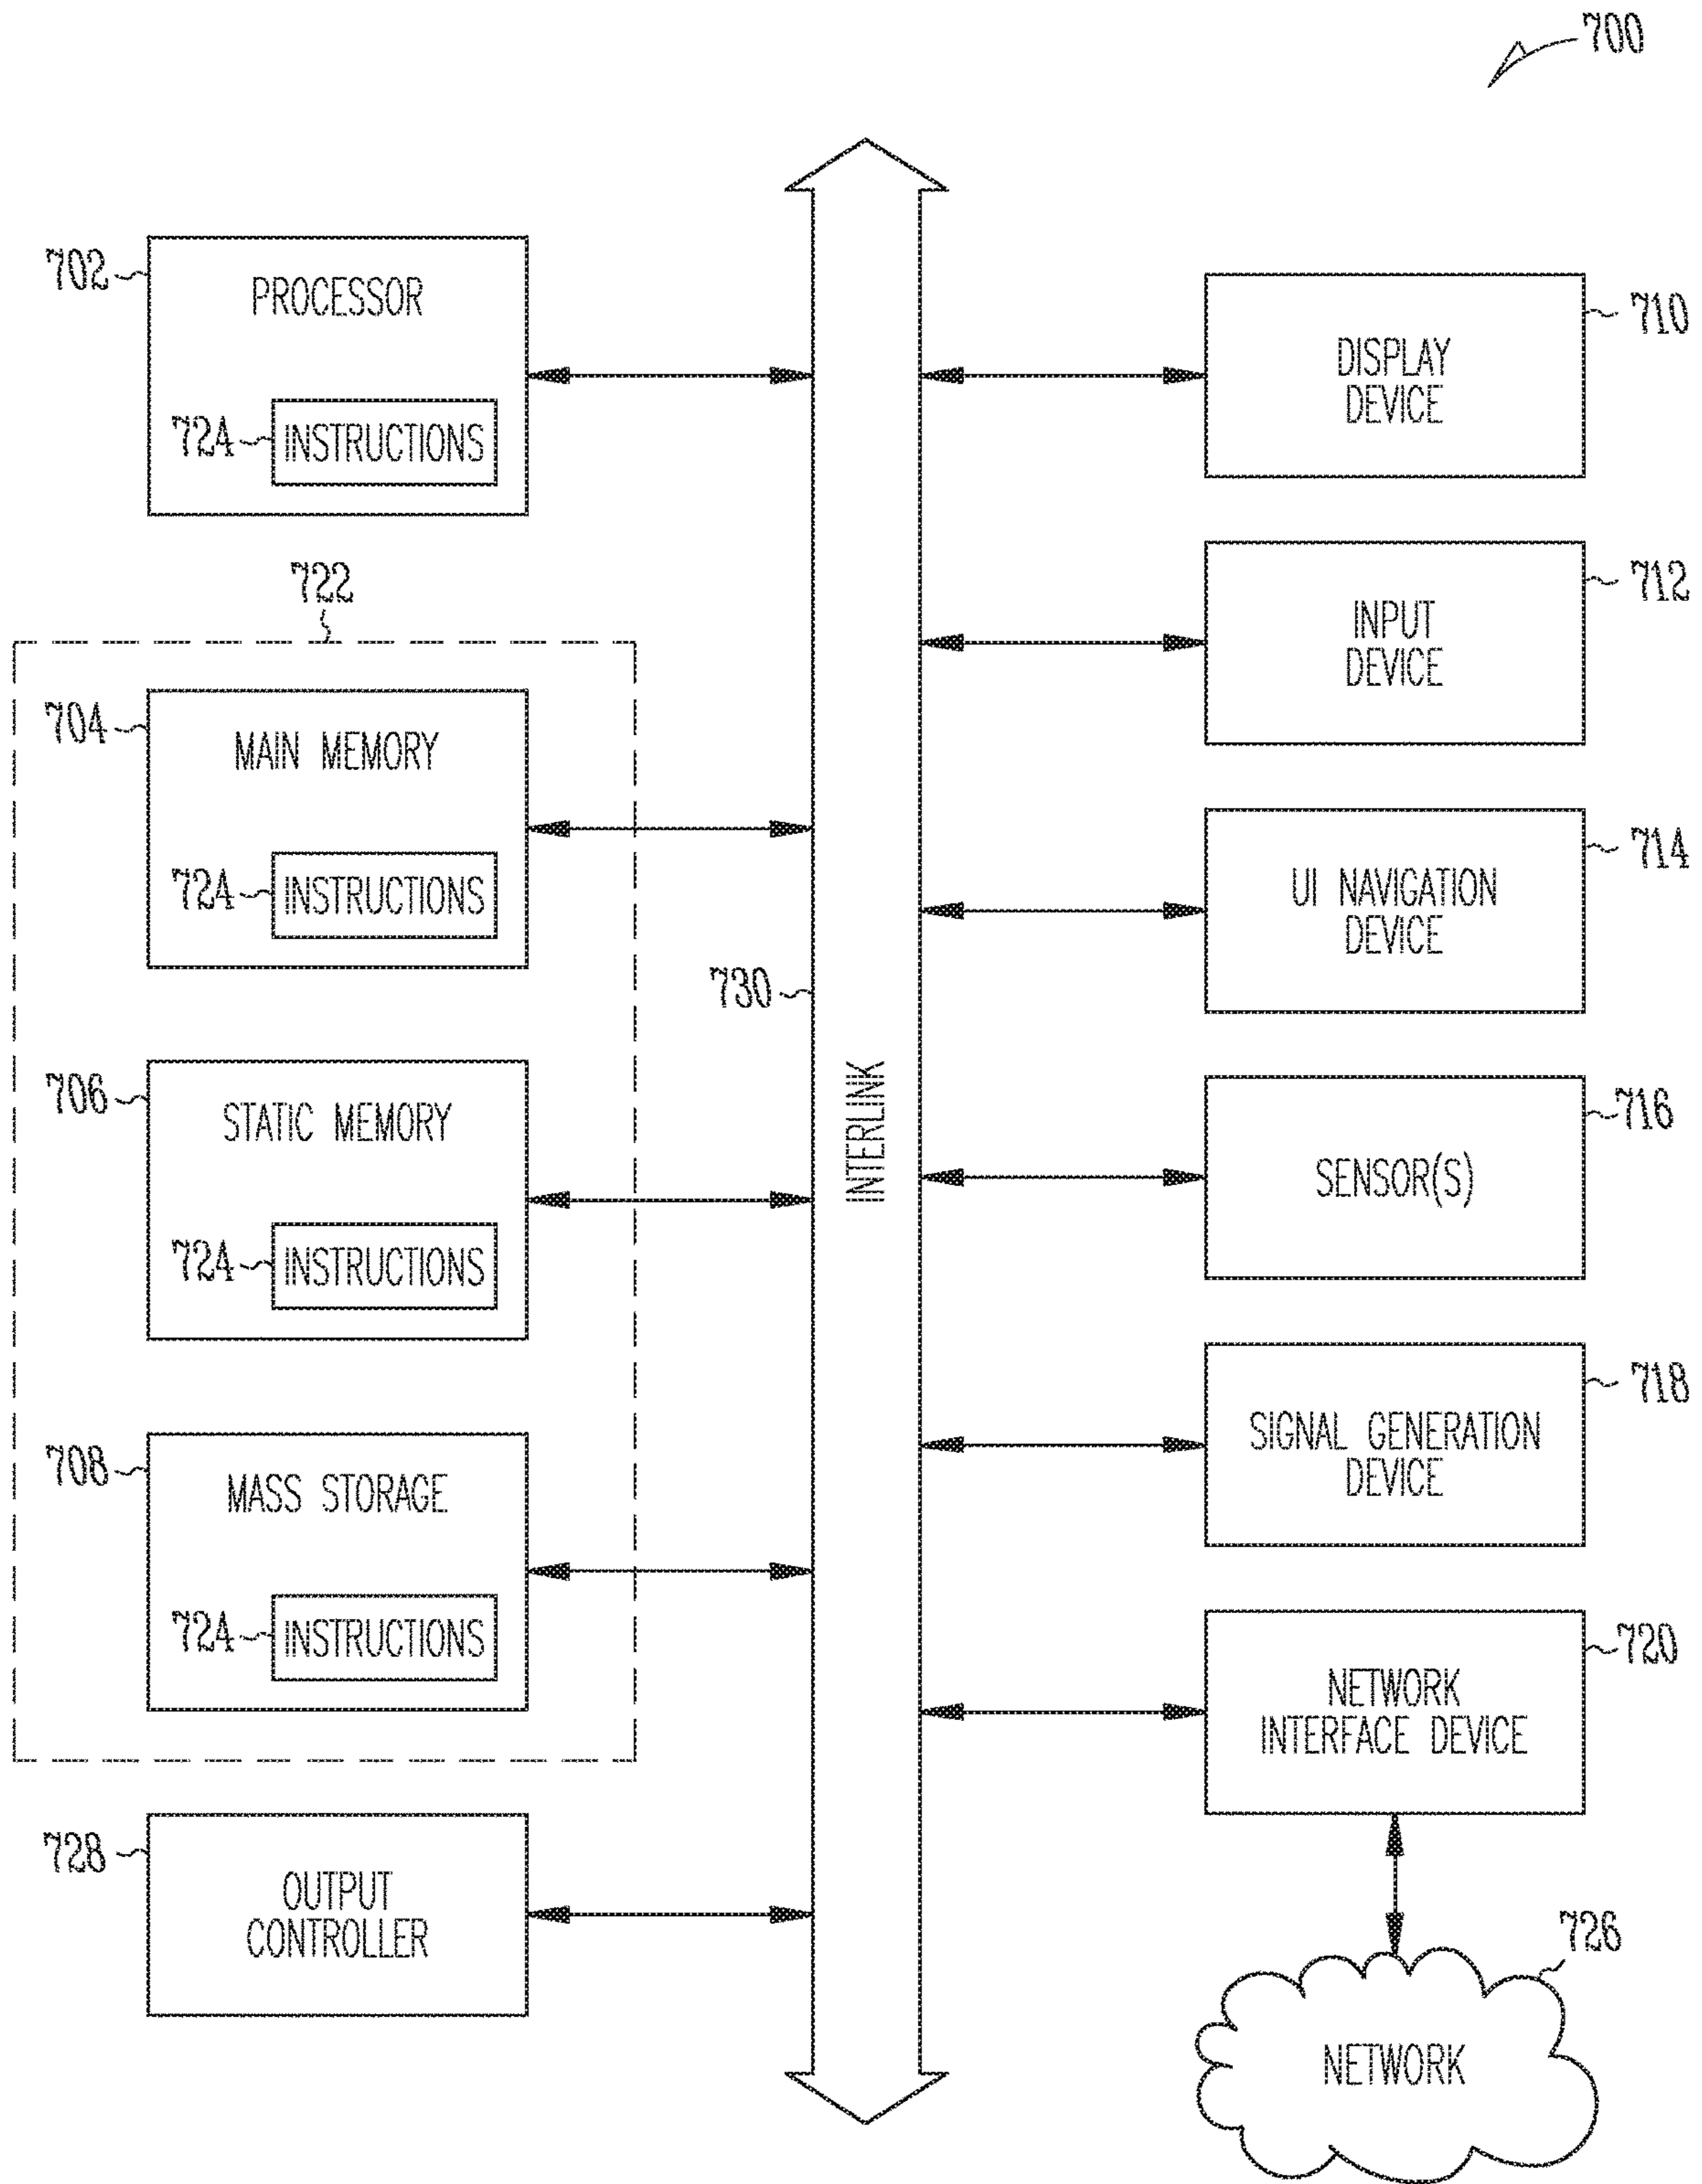 700
702
PROCESSOR
724
INSTRUCTIONS
722
704
MAIN MEMORY
724
INSTRUCTIONS
706
STATIC MEMORY
724
INSTRUCTIONS
708
MASS STORAGE
724
INSTRUCTIONS
728
OUTPUT
CONTROLLER
730
INTERLINK
710
DISPLAY
DEVICE
712
INPUT
DEVICE
714
UI NAVIGATION
DEVICE
716
SENSOR(S)
718
SIGNAL GENERATION
DEVICE
720
NETWORK
INTERFACE DEVICE
726
NETWORK